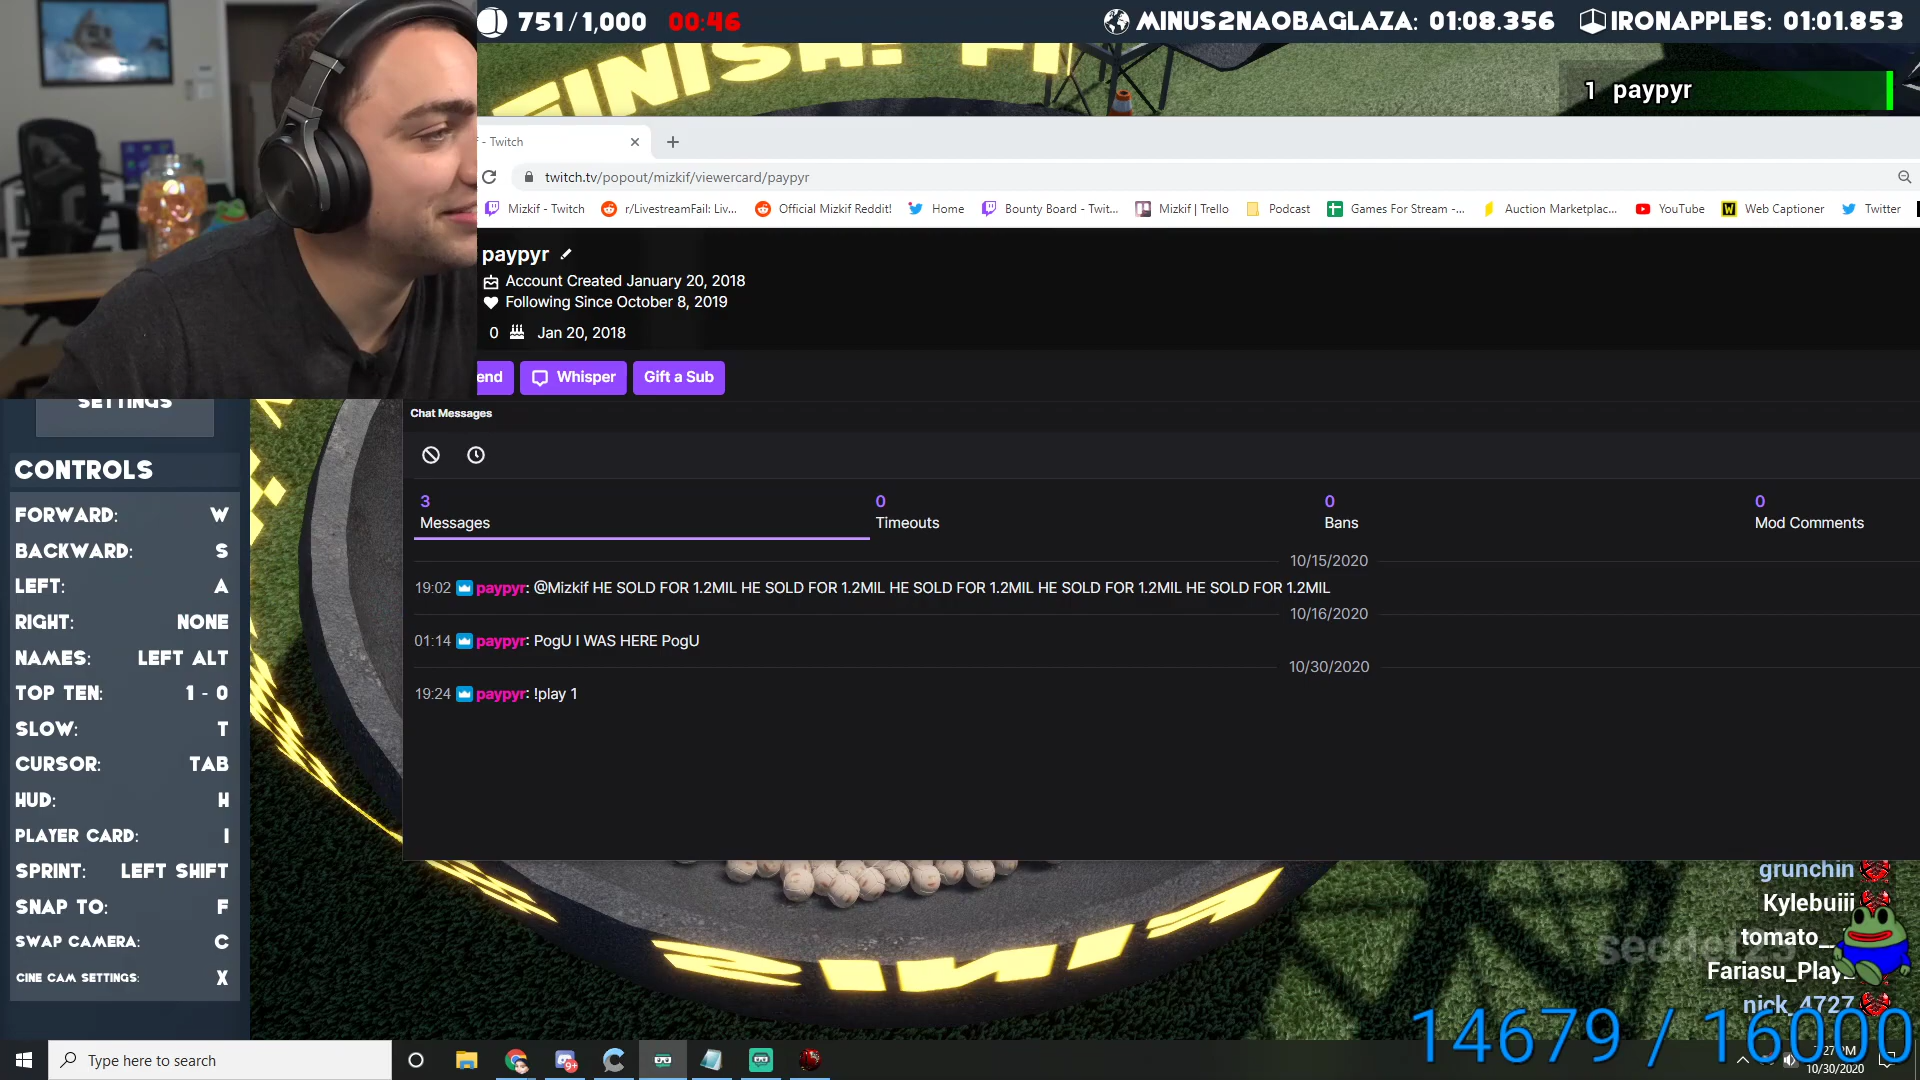 751 / 1,000 00:46
MINUS2NAOBAGLAZA: 01:08.356 IRONAPPLES: 01:01.853
FINISH! FI
1 paypyr
- Twitch
twitch.tv/popout/mizkif/viewercard/paypyr
Mizkif - Twitch r/LivestreamFail: Liv... Official Mizkif Reddit! Home Bounty Board - Twit... Mizkif | Trello Podcast Games For Stream -... Auction Marketplac... YouTube Web Captioner Twitter
paypyr
Account Created January 20, 2018
Following Since October 8, 2019
0 Jan 20, 2018
end Whisper Gift a Sub
Chat Messages
3 0 0 0
Messages Timeouts Bans Mod Comments
10/15/2020
19:02 paypyr: @Mizkif HE SOLD FOR 1.2MIL HE SOLD FOR 1.2MIL HE SOLD FOR 1.2MIL HE SOLD FOR 1.2MIL HE SOLD FOR 1.2MIL
10/16/2020
01:14 paypyr: PogU I WAS HERE PogU
10/30/2020
19:24 paypyr: !play 1
SETTINGS
CONTROLS
FORWARD: W
BACKWARD: S
LEFT: A
RIGHT: NONE
NAMES: LEFT ALT
TOP TEN: 1 - 0
SLOW: T
CURSOR: TAB
HUD: H
PLAYER CARD: I
SPRINT: LEFT SHIFT
SNAP TO: F
SWAP CAMERA: C
CINE CAM SETTINGS: X
FINIS
grunchin
Kylebuiii
tomato_
Fariasu_Play
nick_4727
14679 / 16000
Type here to search
10/30/2020